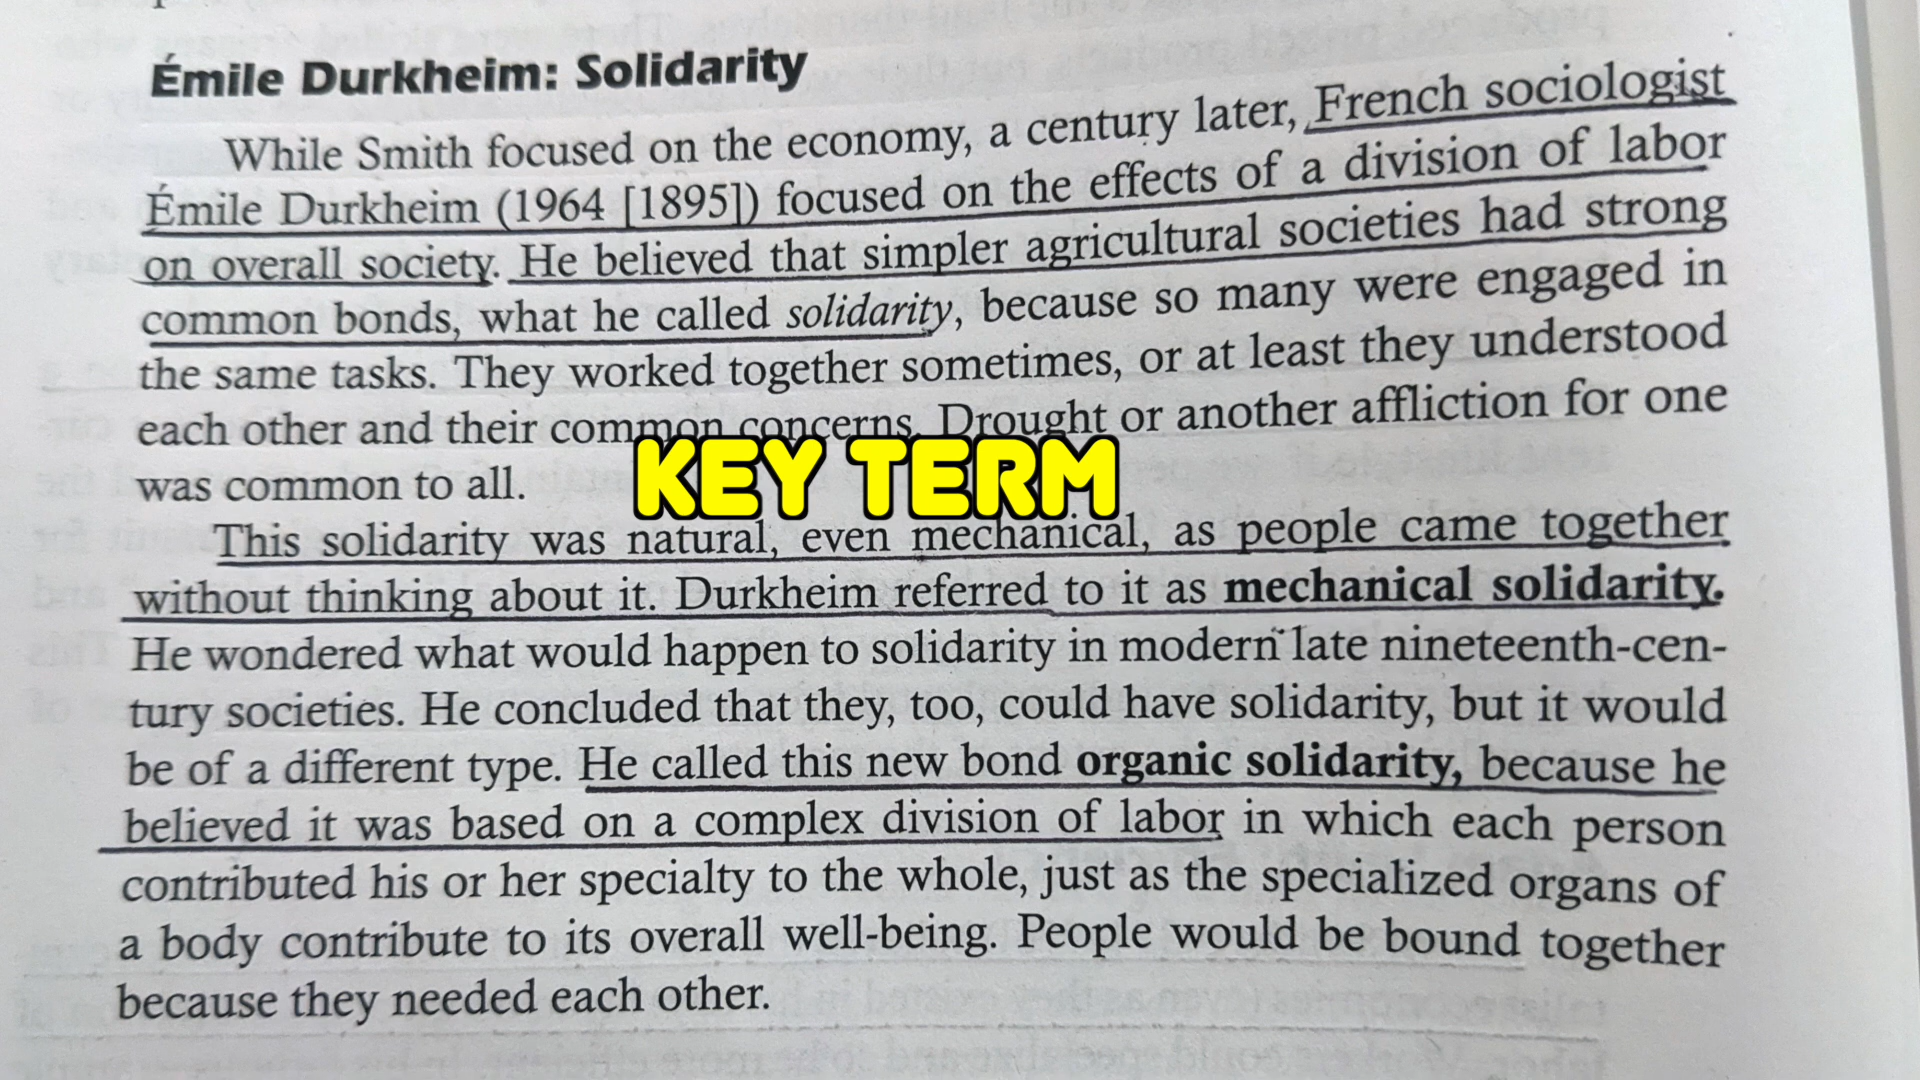 Émile Durkheim: Solidarity
While Smith focused on the economy, a century later, French sociologist
Émile Durkheim (1964 [1895]) focused on the effects of a division of labor
on overall society. He believed that simpler agricultural societies had strong
common bonds, what he called solidarity, because so many were engaged in
the same tasks. They worked together sometimes, or at least they understood
each other and their common concerns. Drought or another affliction for one
was common to all.
KEY TERM
This solidarity was natural, even mechanical, as people came together
without thinking about it. Durkheim referred to it as mechanical solidarity.
He wondered what would happen to solidarity in modern late nineteenth-cen-
tury societies. He concluded that they, too, could have solidarity, but it would
be of a different type. He called this new bond organic solidarity, because he
believed it was based on a complex division of labor in which each person
contributed his or her specialty to the whole, just as the specialized organs of
a body contribute to its overall well-being. People would be bound together
because they needed each other.